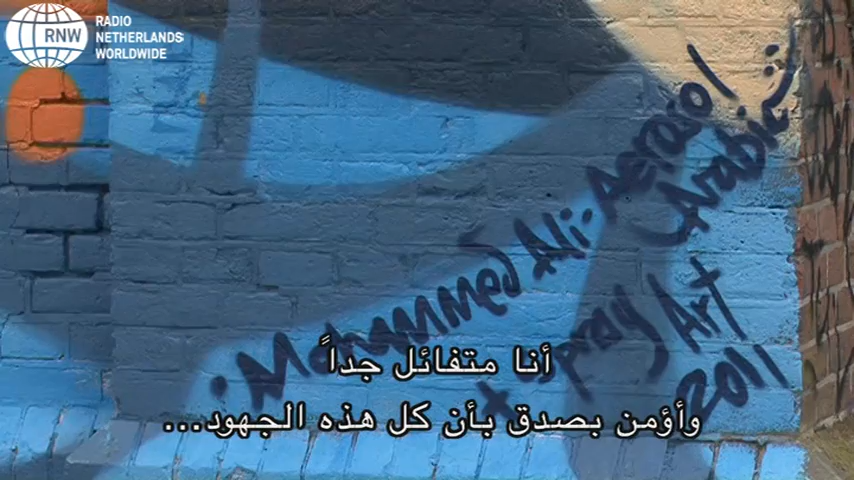 RNW
RADIO
NETHERLANDS
WORLDWIDE
Mohammed Ali - Aerosol
Arabic
+ Spray Art
2011
أنا متفائل جداً
وأؤمن بصدق بأن كل هذه الجهود...